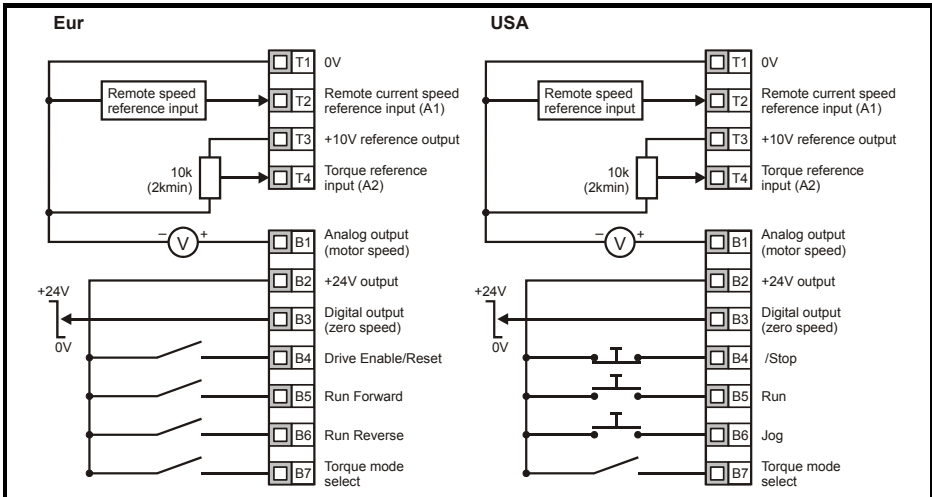 Eur
T1 0V
Remote speed
reference input
T2 Remote current speed
reference input (A1)
T3 +10V reference output
10k
(2kmin)
T4 Torque reference
input (A2)
− V +
B1 Analog output
(motor speed)
B2 +24V output
+24V
0V
B3 Digital output
(zero speed)
B4 Drive Enable/Reset
B5 Run Forward
B6 Run Reverse
B7 Torque mode
select
USA
T1 0V
Remote speed
reference input
T2 Remote current speed
reference input (A1)
T3 +10V reference output
10k
(2kmin)
T4 Torque reference
input (A2)
− V +
B1 Analog output
(motor speed)
B2 +24V output
+24V
0V
B3 Digital output
(zero speed)
B4 /Stop
B5 Run
B6 Jog
B7 Torque mode
select